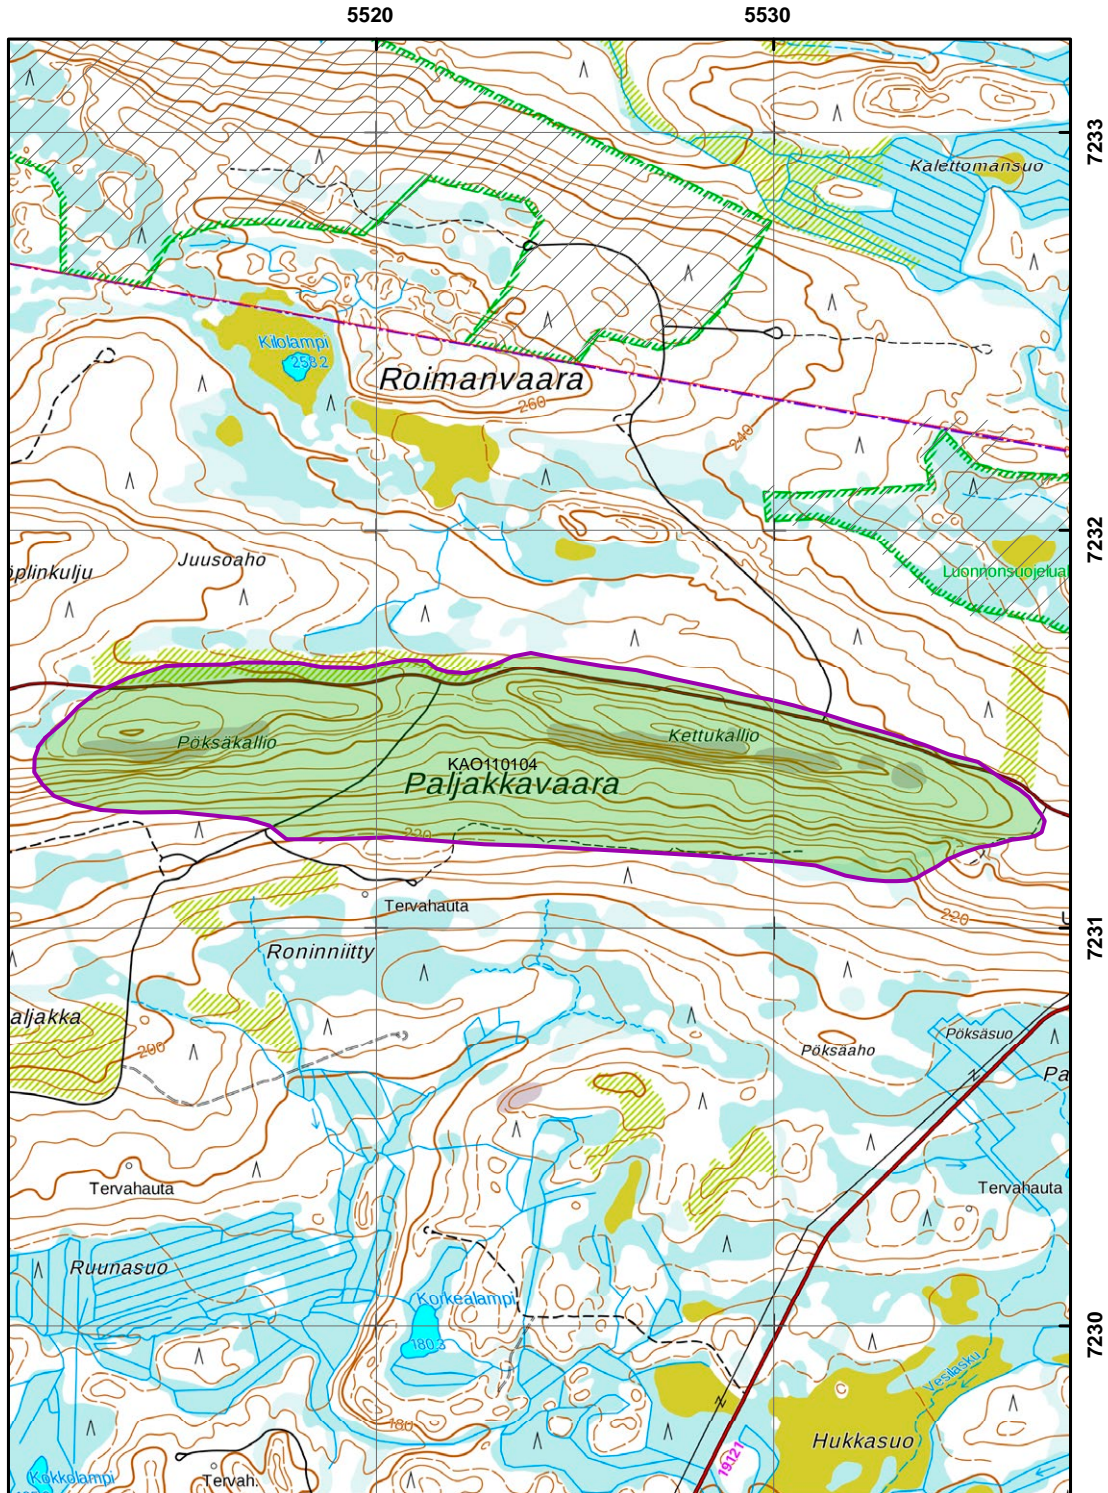 5520
5530
7233
Kalettomansuo
Kilolampi
258.2
Roimanvaara
260
240
7232
öplinkulju
Juusoaho
Luonnonsuojelual
Pöksäkallio
Kettukallio
KAO110104
Paljakkavaara
220
Tervahauta
220
7231
Roninniitty
aljakka
200
Pöksäaho
Pöksäsuo
Z
Pa
Tervahauta
Tervahauta
Ruunasuo
Korkealampi
180.3
7230
Vesilasku
Z
180
Hukkasuo
19121
Kokkolampi
Tervah.